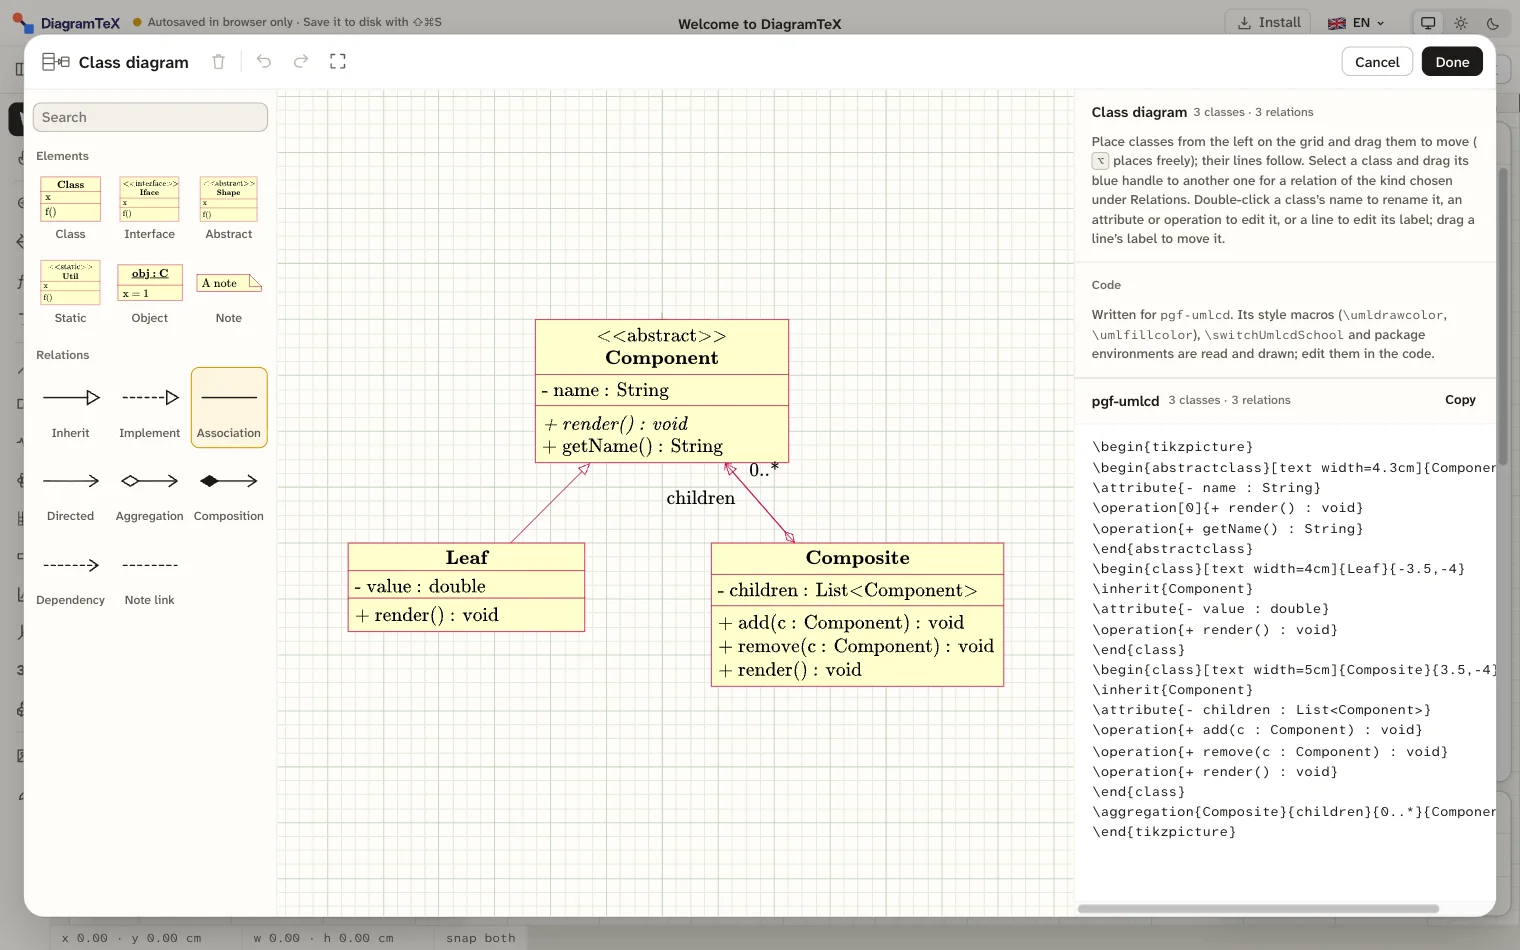 DiagramTeX
Autosaved in browser only · Save it to disk with ⇧⌘S
Welcome to DiagramTeX
Install
EN
Class diagram
Cancel
Done
Search
Elements
Class
x
f()
Class
<<interface>>
Iface
x
f()
Interface
<<abstract>>
Shape
x
f()
Abstract
<<static>>
Util
x
f()
Static
obj : C
x = 1
Object
A note
Note
Relations
Inherit
Implement
Association
Directed
Aggregation
Composition
Dependency
Note link
<<abstract>>
Component
- name : String
+ render() : void
+ getName() : String
0..*
children
Leaf
- value : double
+ render() : void
Composite
- children : List<Component>
+ add(c : Component) : void
+ remove(c : Component) : void
+ render() : void
Class diagram 3 classes · 3 relations
Place classes from the left on the grid and drag them to move (
⌥ places freely); their lines follow. Select a class and drag its
blue handle to another one for a relation of the kind chosen
under Relations. Double-click a class's name to rename it, an
attribute or operation to edit it, or a line to edit its label; drag a
line's label to move it.
Code
Written for pgf-umlcd. Its style macros (\umldrawcolor,
\umlfillcolor), \switchUmlcdSchool and package
environments are read and drawn; edit them in the code.
pgf-umlcd 3 classes · 3 relations
Copy
\begin{tikzpicture}
\begin{abstractclass}[text width=4.3cm]{Componen
\attribute{- name : String}
\operation[0]{+ render() : void}
\operation{+ getName() : String}
\end{abstractclass}
\begin{class}[text width=4cm]{Leaf}{-3.5,-4}
\inherit{Component}
\attribute{- value : double}
\operation{+ render() : void}
\end{class}
\begin{class}[text width=5cm]{Composite}{3.5,-4}
\inherit{Component}
\attribute{- children : List<Component>}
\operation{+ add(c : Component) : void}
\operation{+ remove(c : Component) : void}
\operation{+ render() : void}
\end{class}
\aggregation{Composite}{children}{0..*}{Componen
\end{tikzpicture}
x 0.00 · y 0.00 cm
w 0.00 · h 0.00 cm
snap both